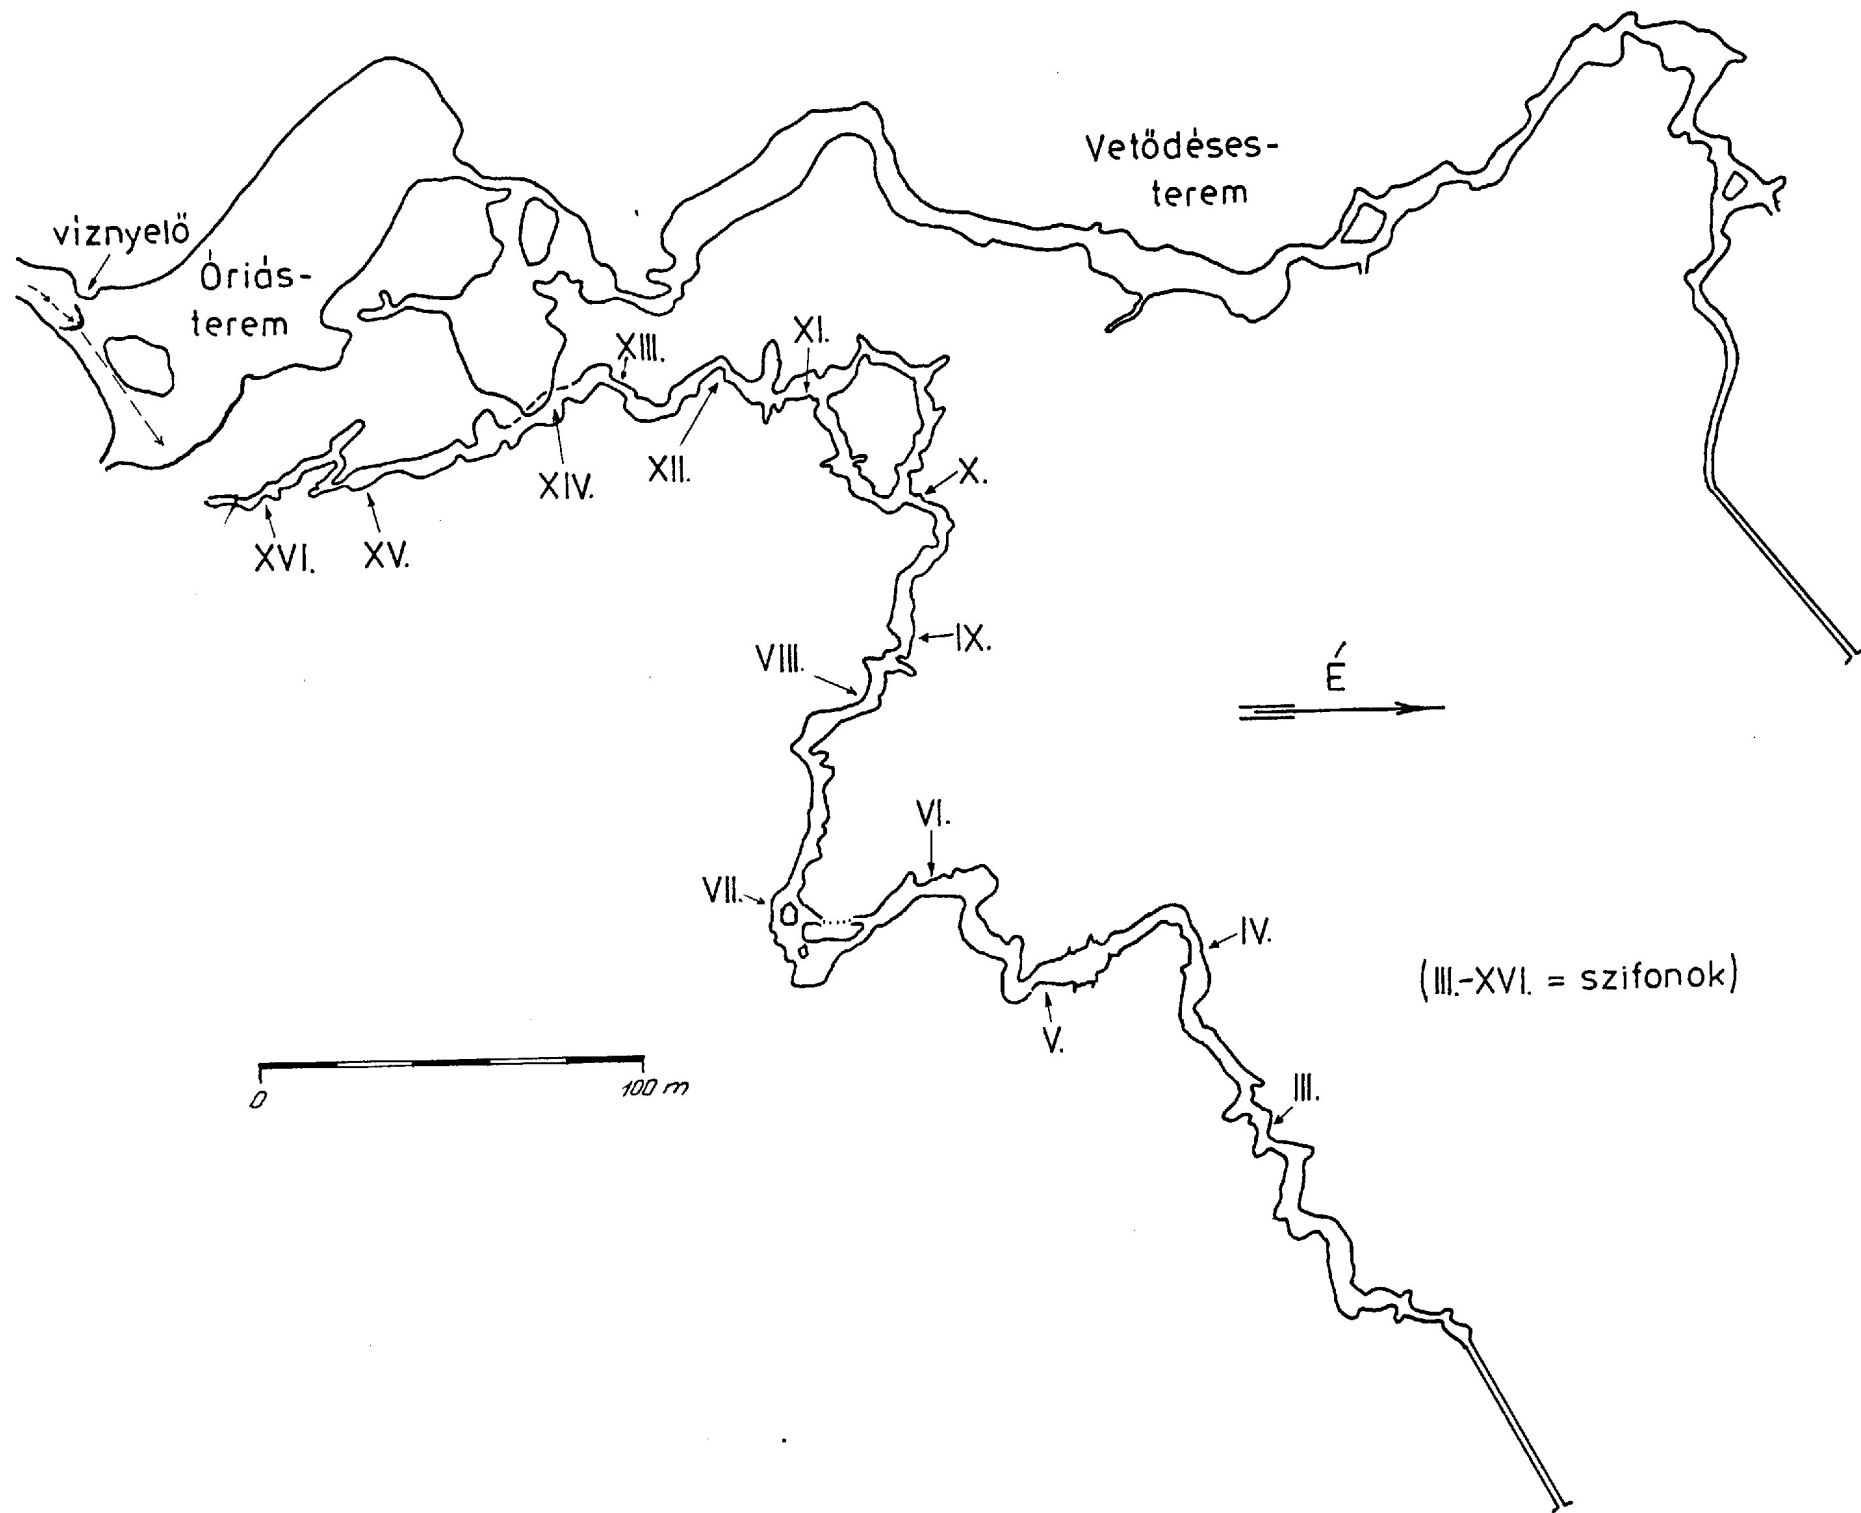 Vetődéses-
terem
víznyelő
Óriás-
terem
XI.
XIII.
XII.
X.
XIV.
XVI.
XV.
IX.
VIII.
É
VI.
VII.
IV.
(III.-XVI. = szifonok)
V.
III.
0
100 m